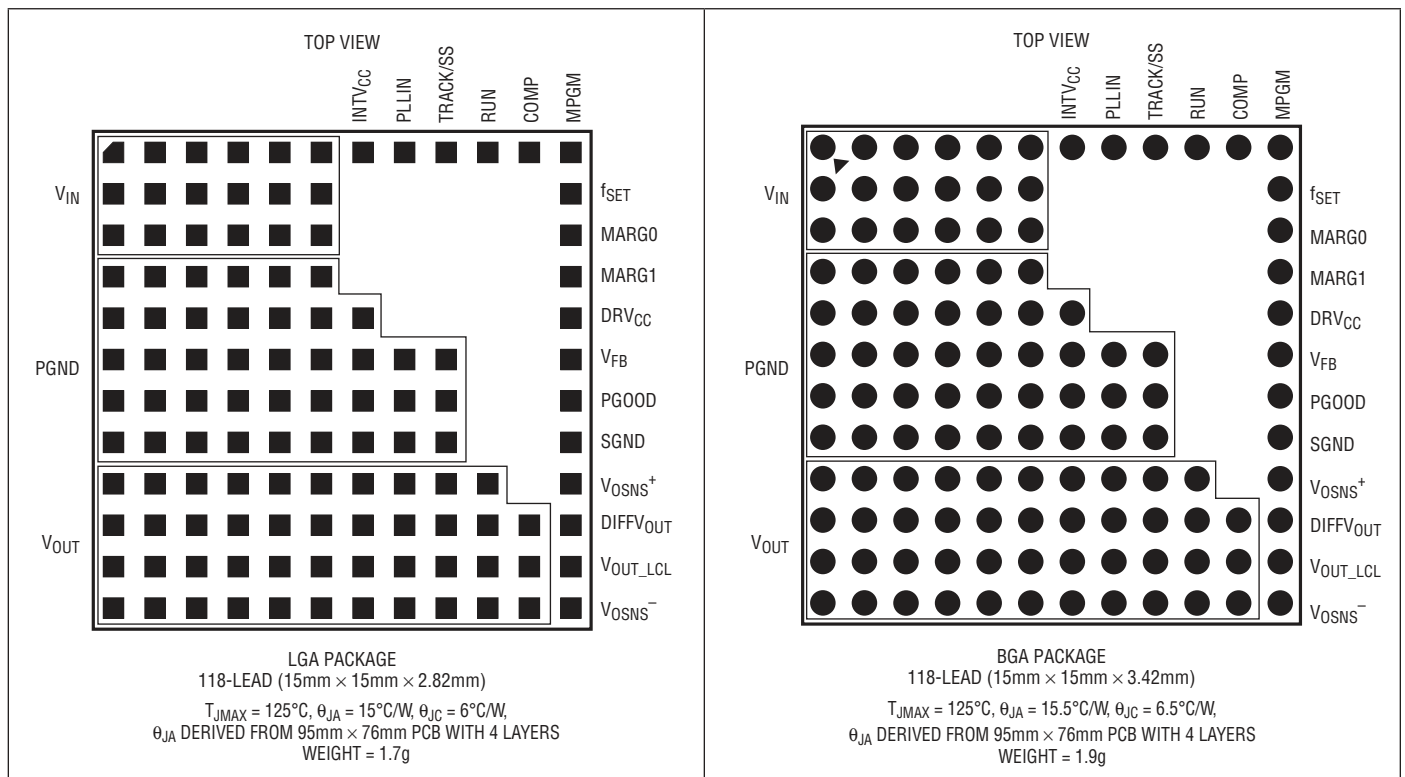 TOP VIEW
INTVCC
PLLIN
TRACK/SS
RUN
COMP
MPGM
VIN
fSET
MARG0
MARG1
DRVCC
PGND
VFB
PGOOD
SGND
VOSNS+
VOUT
DIFFVOUT
VOUT_LCL
VOSNS–
LGA PACKAGE
118-LEAD (15mm × 15mm × 2.82mm)
TJMAX = 125°C, θJA = 15°C/W, θJC = 6°C/W,
θJA DERIVED FROM 95mm × 76mm PCB WITH 4 LAYERS
WEIGHT = 1.7g
TOP VIEW
INTVCC
PLLIN
TRACK/SS
RUN
COMP
MPGM
VIN
fSET
MARG0
MARG1
DRVCC
PGND
VFB
PGOOD
SGND
VOSNS+
VOUT
DIFFVOUT
VOUT_LCL
VOSNS–
BGA PACKAGE
118-LEAD (15mm × 15mm × 3.42mm)
TJMAX = 125°C, θJA = 15.5°C/W, θJC = 6.5°C/W,
θJA DERIVED FROM 95mm × 76mm PCB WITH 4 LAYERS
WEIGHT = 1.9g